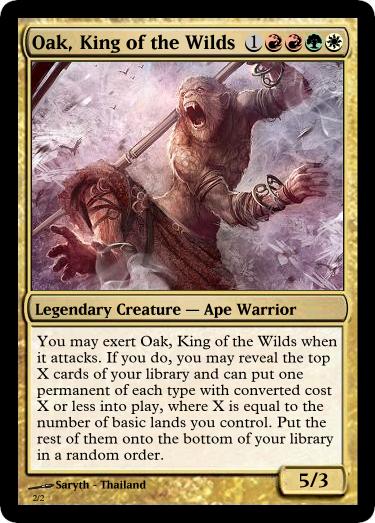 Oak, King of the Wilds 1
Legendary Creature — Ape Warrior
You may exert Oak, King of the Wilds when
it attacks. If you do, you may reveal the top
X cards of your library and can put one
permanent of each type with converted cost
X or less into play, where X is equal to the
number of basic lands you control. Put the
rest of them onto the bottom of your library
in a random order.
5/3
Saryth - Thailand
2/2